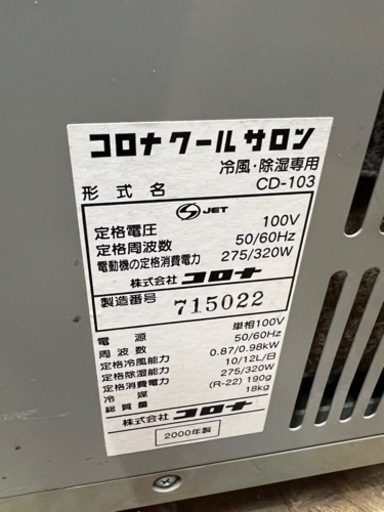 コロナクールサロン
冷風・除湿専用
形式名 CD-103
S JET
定格電圧 100V
定格周波数 50/60Hz
電動機の定格消費電力 275/320W
株式会社コロナ
製造番号 715022
電源 単相100V
周波数 50/60Hz
定格冷風能力 0.87/0.98kW
定格除湿能力 10/12L/日
定格消費電力 275/320W
冷媒 (R-22) 190g
総質量 18kg
株式会社コロナ
2000年製